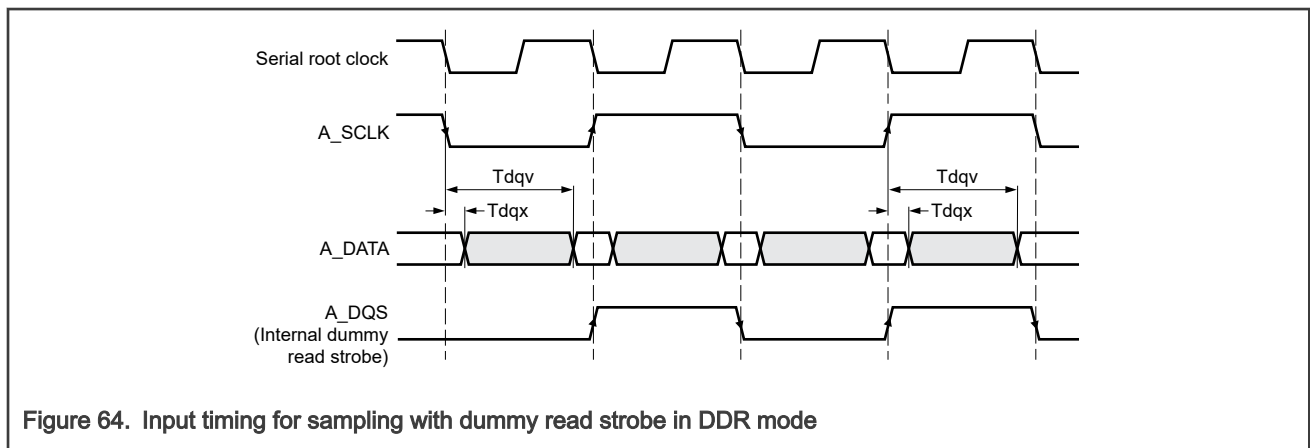 Serial root clock
A_SCLK
Tdqv
Tdqv
Tdqx
Tdqx
A_DATA
A_DQS
(Internal dummy
read strobe)
Figure 64. Input timing for sampling with dummy read strobe in DDR mode